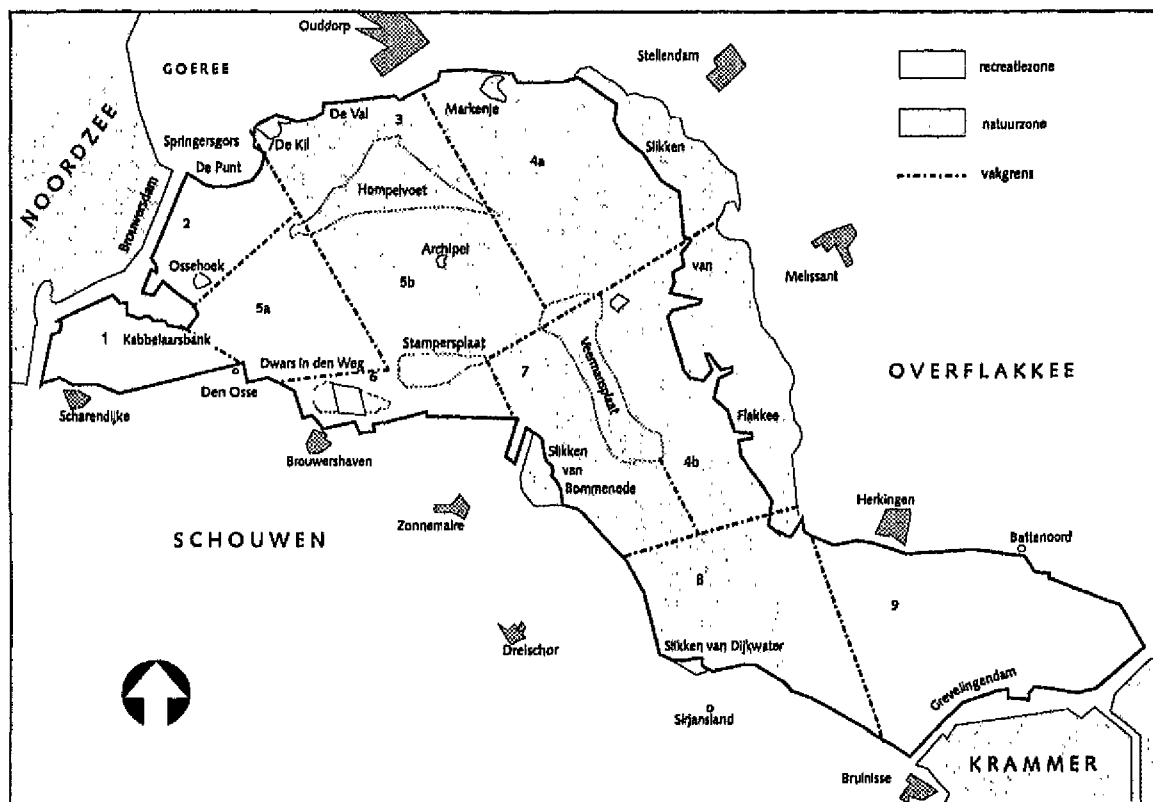 Ouddorp
Stellendam
GOEREE
NOORDZEE
recreatiezone
natuurzone
vakgrens
Markenje
De Val
3
4a
Springersgors
De Kil
De Punt
Slikken
Brouwersdam
Hompelvoet
2
Archipel
van
Melissant
Ossehoek
5a
5b
1
Kabbelaarsbank
Stampersplaat
Dwars in den Weg
6
7
Veermansplaat
OVERFLAKKEE
Den Osse
Scharendijke
Flakkee
Brouwershaven
Slikken
van
Bommenede
4b
Zonnemaire
Herkingen
SCHOUWEN
Battenoord
8
9
Dreischor
Slikken van Dijkwater
Grevelingendam
Sirjansland
KRAMMER
Bruinisse